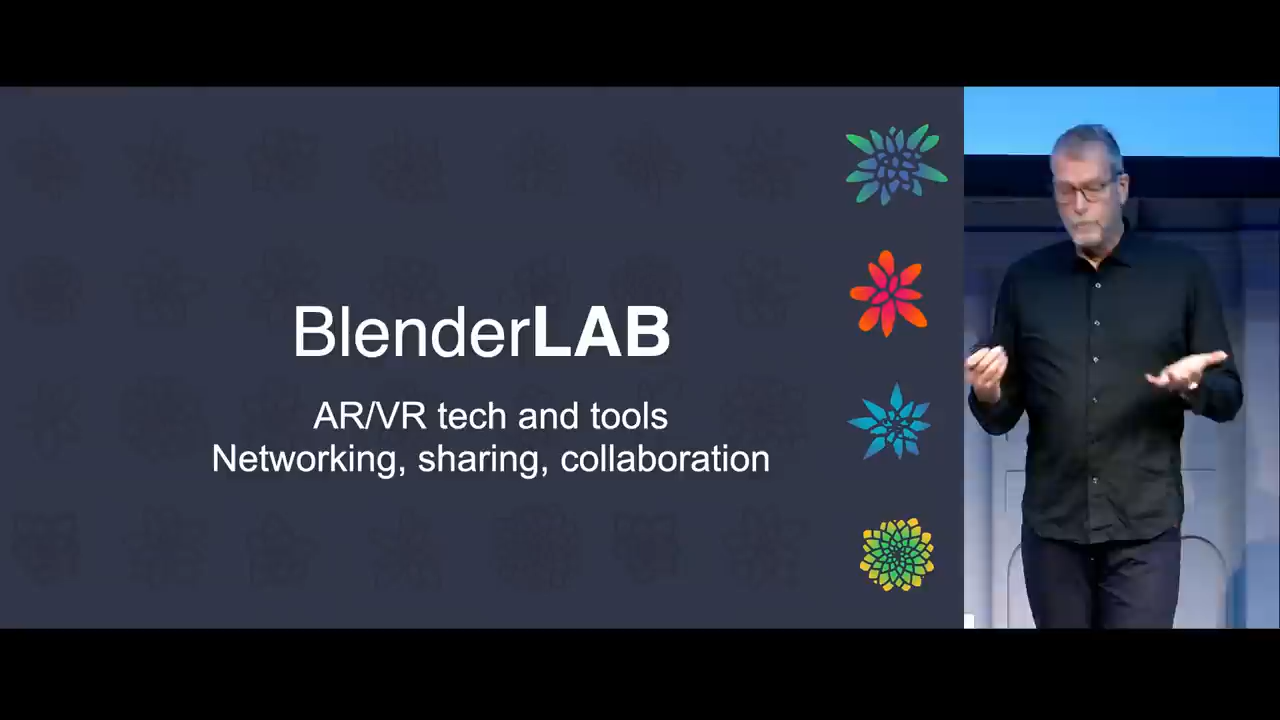 BlenderLAB
AR/VR tech and tools
Networking, sharing, collaboration